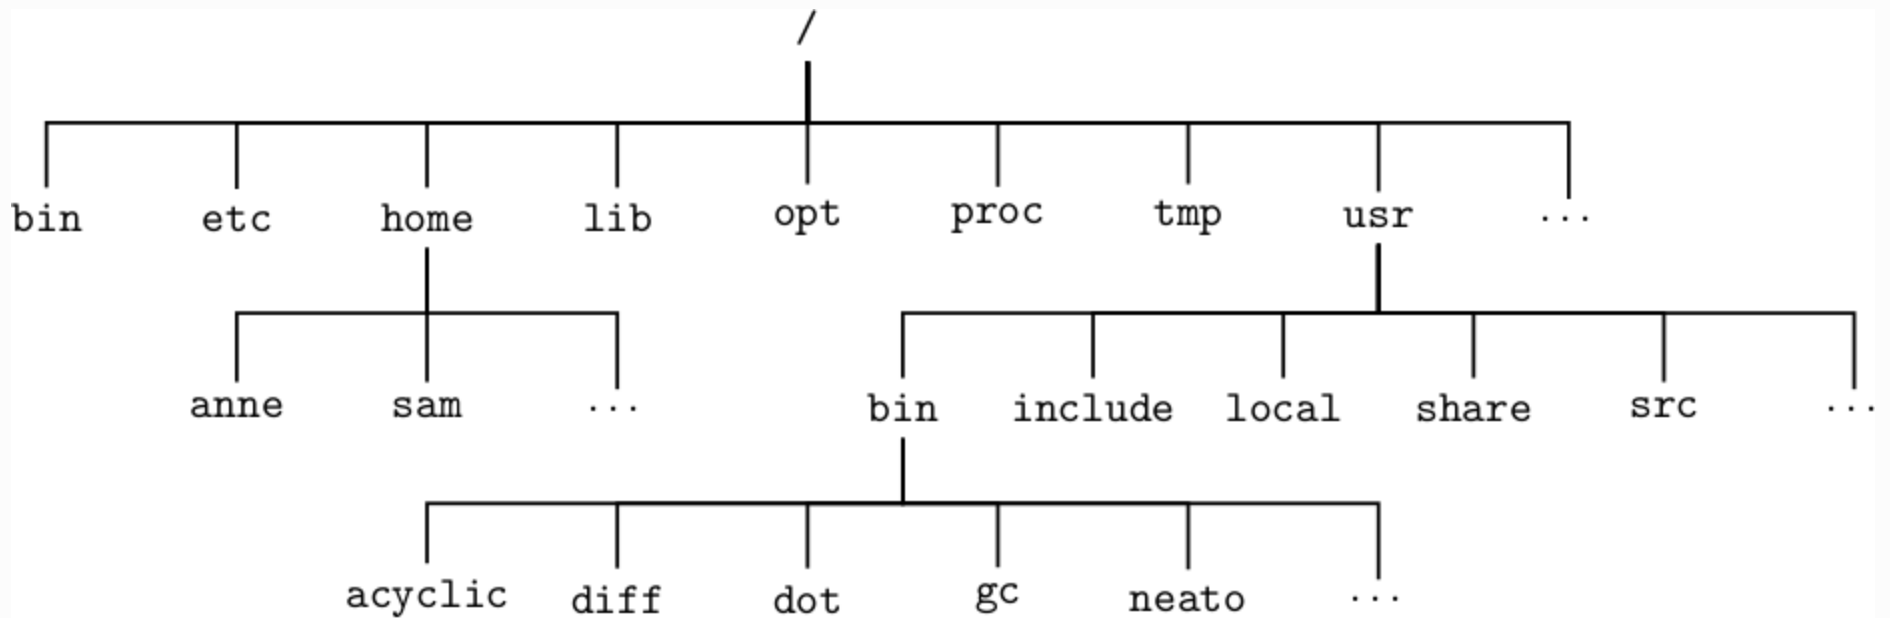 /
bin etc home lib opt proc tmp usr ...
anne sam ... bin include local share src ...
acyclic diff dot gc neato ...